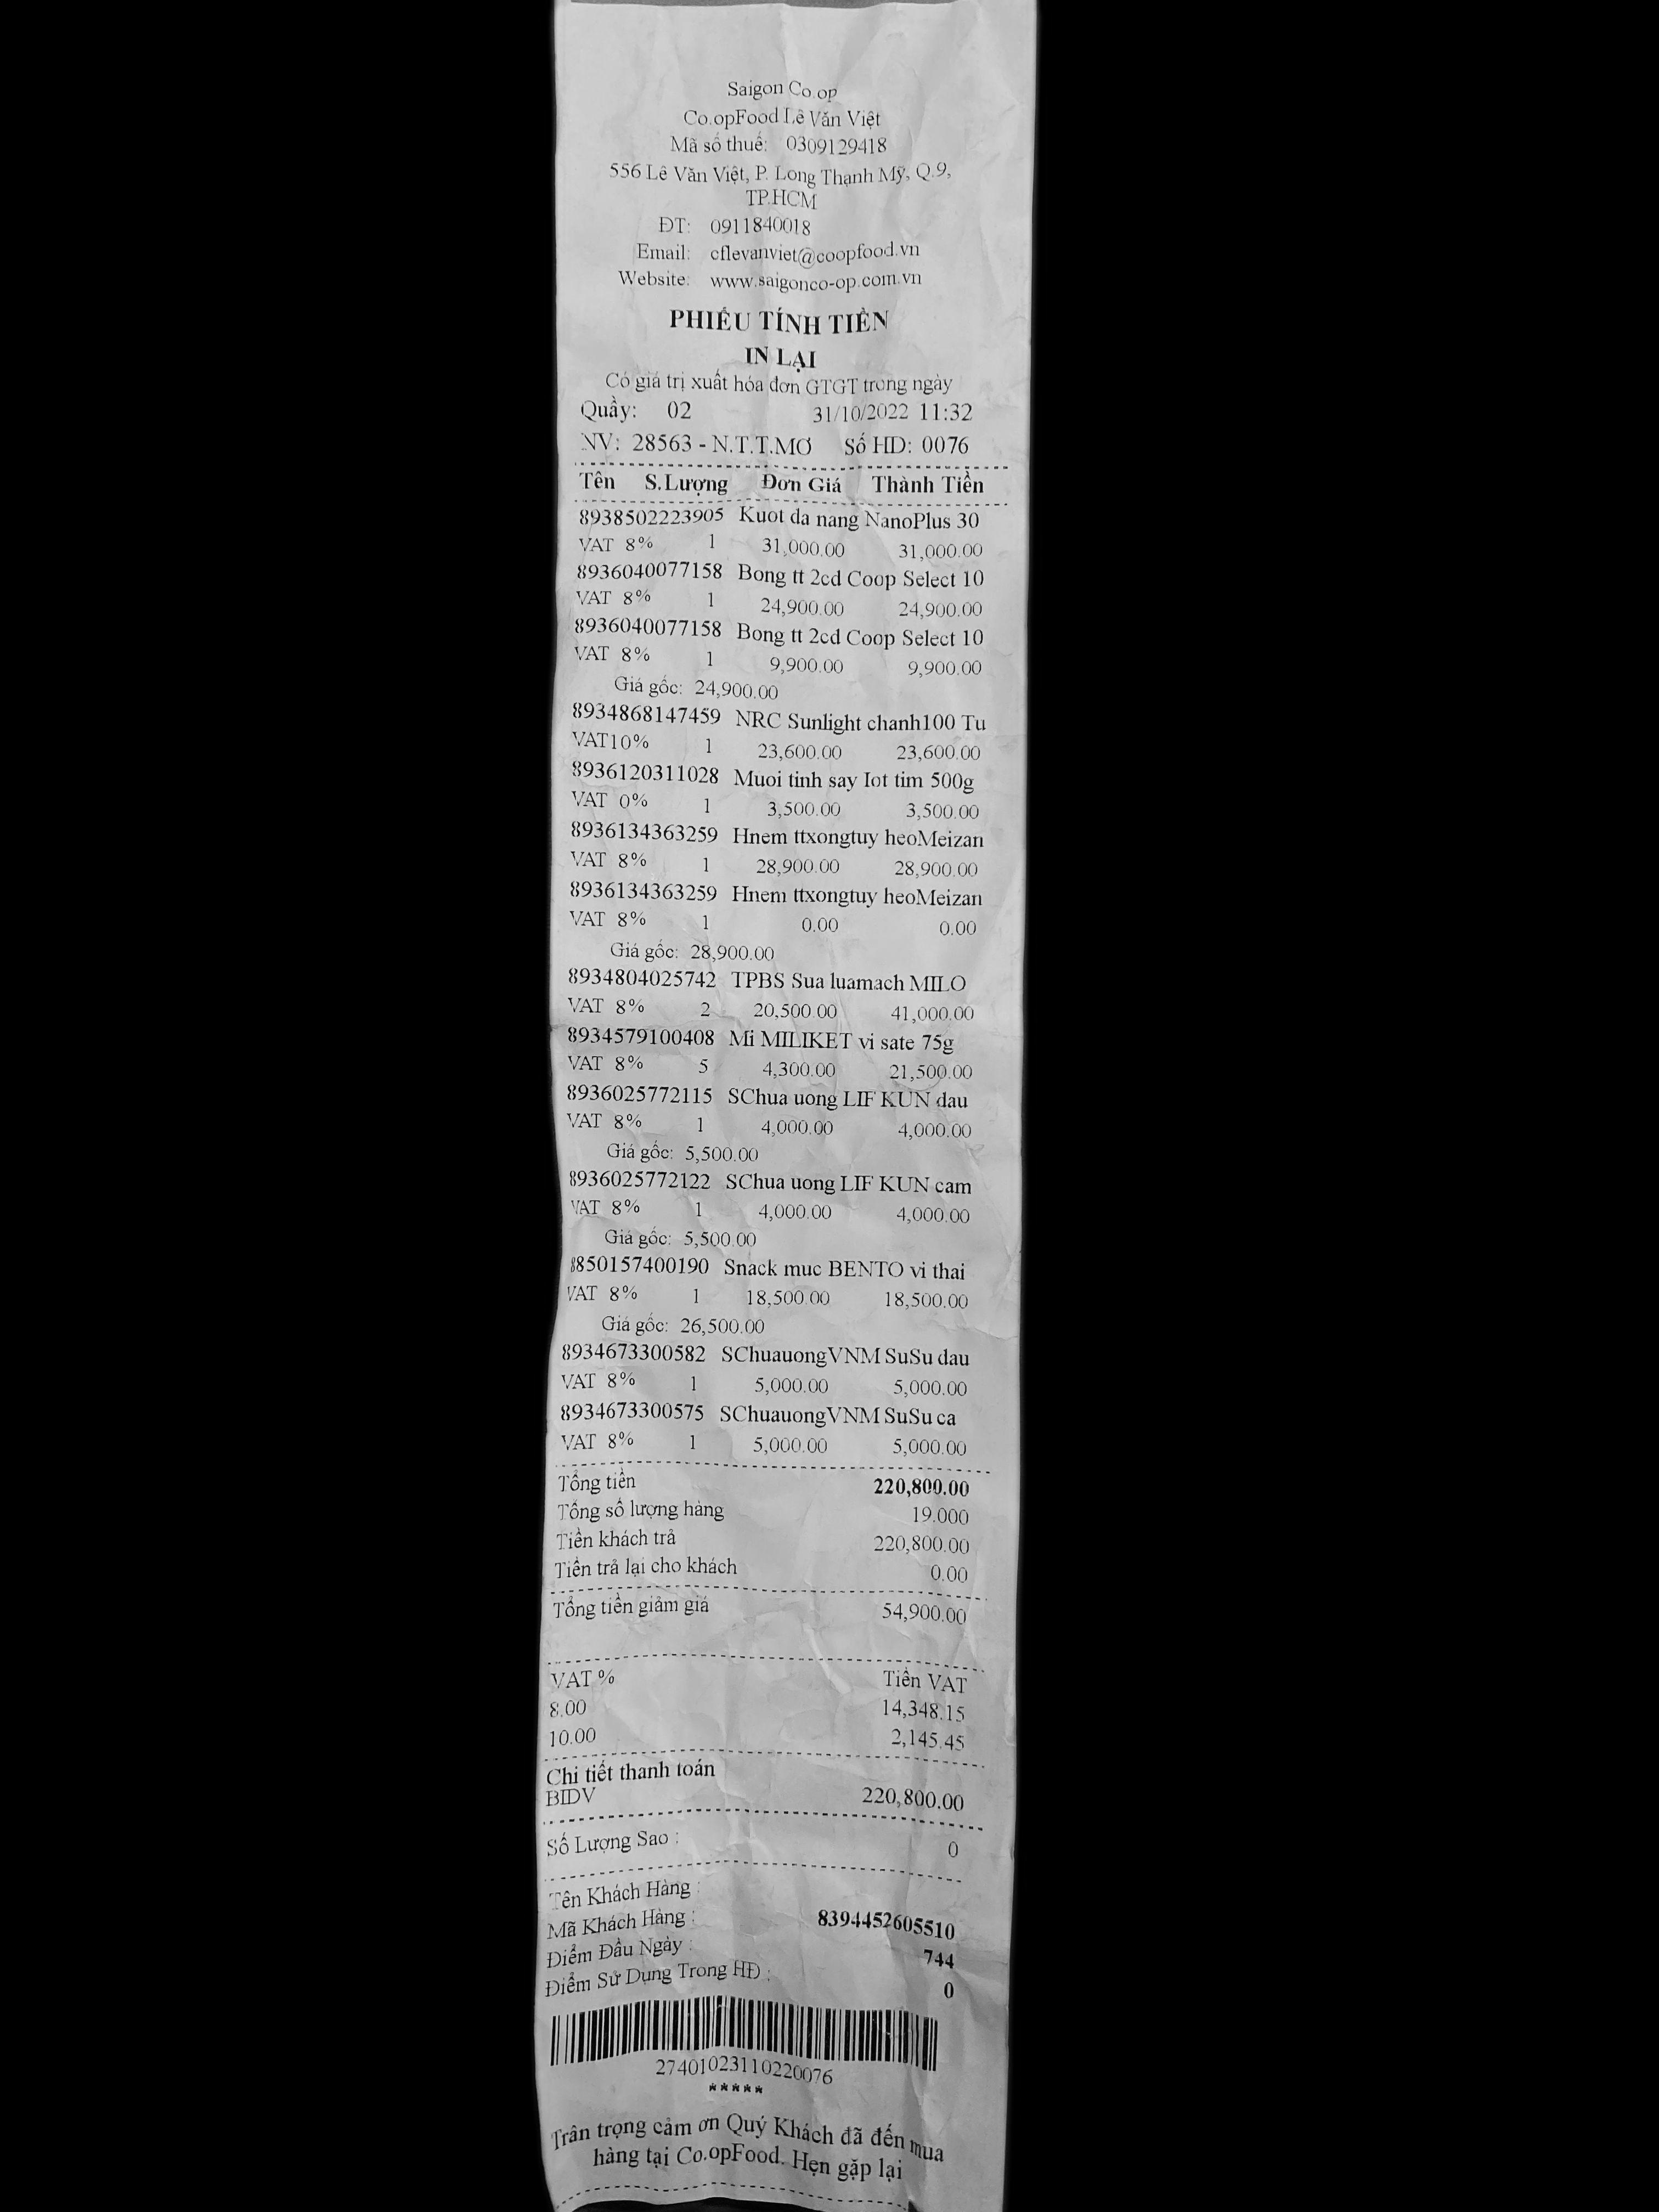 Saigon Co.op
Co.opFood Lê Văn Việt
Mã số thuế: 0309129418
556 Lê Văn Việt, P. Long Thạnh Mỹ, Q.9,
TP.HCM
ĐT: 0911840018
Email: cflevanviet@coopfood.vn
Website: www.saigonco-op.com.vn
PHIẾU TÍNH TIỀN
IN LẠI
Có giá trị xuất hóa đơn GTGT trong ngày
Quầy: 02 31/10/2022 11:32
NV: 28563 - N.T.T.MƠ Số HD: 0076
Tên S.Lượng Đơn Giá Thành Tiền
8938502223905 Kuot da nang NanoPlus 30
VAT 8% 1 31,000.00 31,000.00
8936040077158 Bong tt 2cd Coop Select 10
VAT 8% 1 24,900.00 24,900.00
8936040077158 Bong tt 2cd Coop Select 10
VAT 8% 1 9,900.00 9,900.00
Giá gốc: 24,900.00
8934868147459 NRC Sunlight chanh100 Tu
VAT10% 1 23,600.00 23,600.00
8936120311028 Muoi tinh say Iot tim 500g
VAT 0% 1 3,500.00 3,500.00
8936134363259 Hnem ttxongtuy heoMeizan
VAT 8% 1 28,900.00 28,900.00
8936134363259 Hnem ttxongtuy heoMeizan
VAT 8% 1 0.00 0.00
Giá gốc: 28,900.00
8934804025742 TPBS Sua luamach MILO
VAT 8% 2 20,500.00 41,000.00
8934579100408 Mi MILIKET vi sate 75g
VAT 8% 5 4,300.00 21,500.00
8936025772115 SChua uong LIF KUN dau
VAT 8% 1 4,000.00 4,000.00
Giá gốc: 5,500.00
8936025772122 SChua uong LIF KUN cam
VAT 8% 1 4,000.00 4,000.00
Giá gốc: 5,500.00
8850157400190 Snack muc BENTO vi thai
VAT 8% 1 18,500.00 18,500.00
Giá gốc: 26,500.00
8934673300582 SChuauongVNM SuSu dau
VAT 8% 1 5,000.00 5,000.00
8934673300575 SChuauongVNM SuSu ca
VAT 8% 1 5,000.00 5,000.00
Tổng tiền 220,800.00
Tổng số lượng hàng 19.000
Tiền khách trả 220,800.00
Tiền trả lại cho khách 0.00
Tổng tiền giảm giá 54,900.00
VAT % Tiền VAT
8.00 14,348.15
10.00 2,145.45
Chi tiết thanh toán
BIDV 220,800.00
Số Lượng Sao : 0
Tên Khách Hàng :
Mã Khách Hàng : 8394452605510
Điểm Đầu Ngày : 744
Điểm Sử Dụng Trong HĐ : 0
27401023110220076
*****
Trân trọng cảm ơn Quý Khách đã đến mua
hàng tại Co.opFood. Hẹn gặp lại